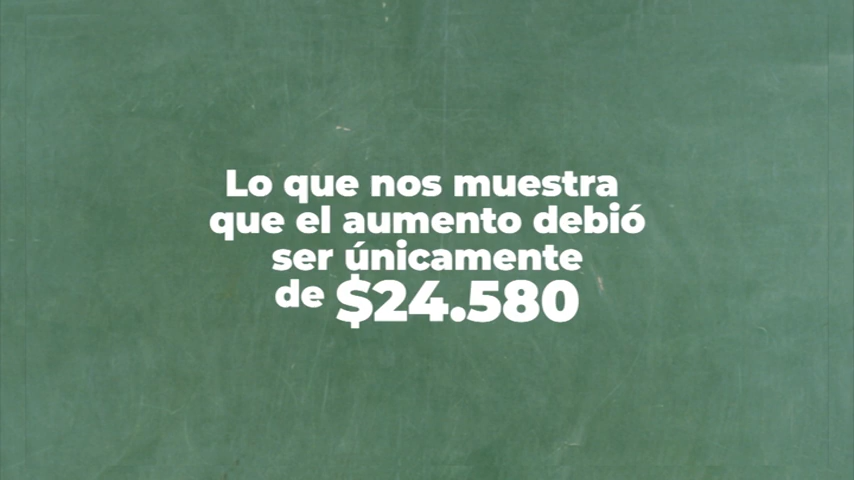 Lo que nos muestra
que el aumento debió
ser únicamente
de $24.580